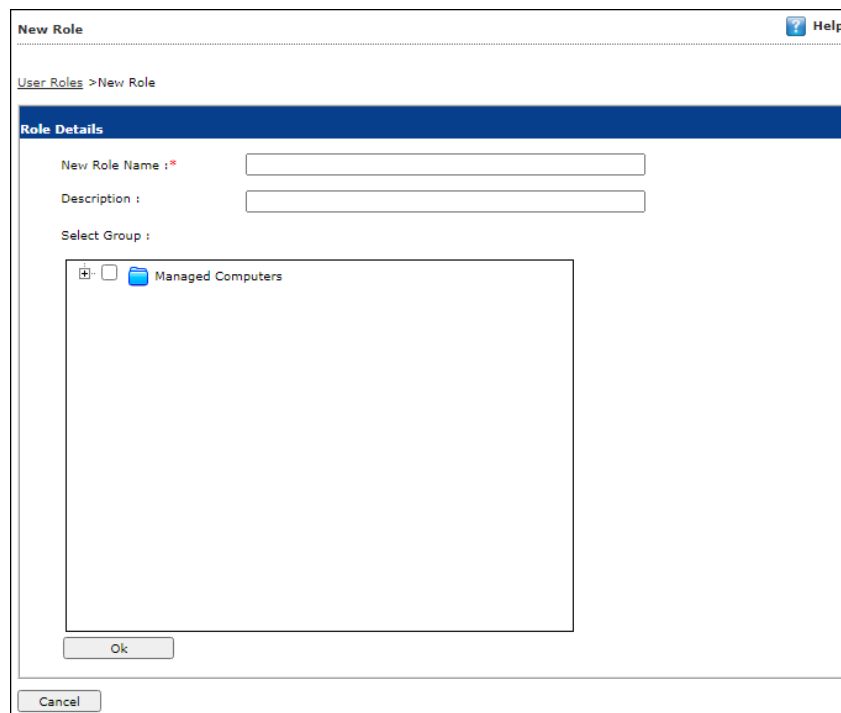 New Role
Help
User Roles >New Role
Role Details
New Role Name :*
Description :
Select Group :
Managed Computers
Ok
Cancel